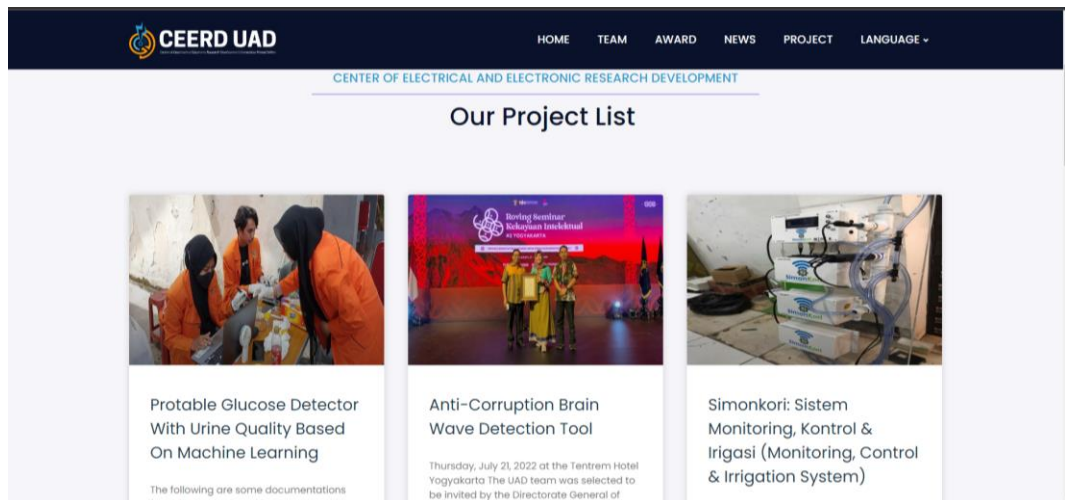 CEERD UAD
HOME
TEAM
AWARD
NEWS
PROJECT
LANGUAGE
CENTER OF ELECTRICAL AND ELECTRONIC RESEARCH DEVELOPMENT
Our Project List
Roving Seminar
Kekayaan Intelektual
Protable Glucose Detector
With Urine Quality Based
On Machine Learning
The following are some documentations
Anti-Corruption Brain
Wave Detection Tool
Thursday, July 21, 2022 at the Tentrem Hotel
Yogyakarta The UAD team was selected to
be invited by the Directorate General of
Simonkori: Sistem
Monitoring, Kontrol &
Irigasi (Monitoring, Control
& Irrigation System)